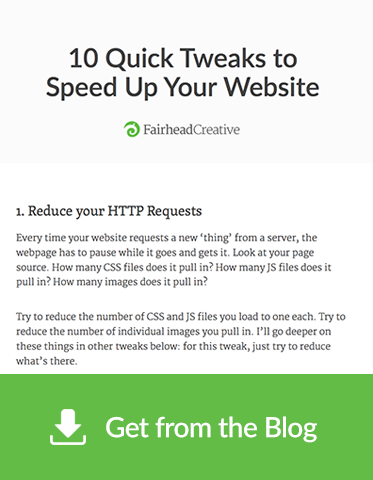 10 Quick Tweaks to
Speed Up Your Website
FairheadCreative
1. Reduce your HTTP Requests
Every time your website requests a new ‘thing’ from a server, the
webpage has to pause while it goes and gets it. Look at your page
source. How many CSS files does it pull in? How many JS files does it
pull in? How many images does it pull in?
Try to reduce the number of CSS and JS files you load to one each. Try to
reduce the number of individual images you pull in. I’ll go deeper on
these things in other tweaks below: for this tweak, just try to reduce
what’s there.
Get from the Blog